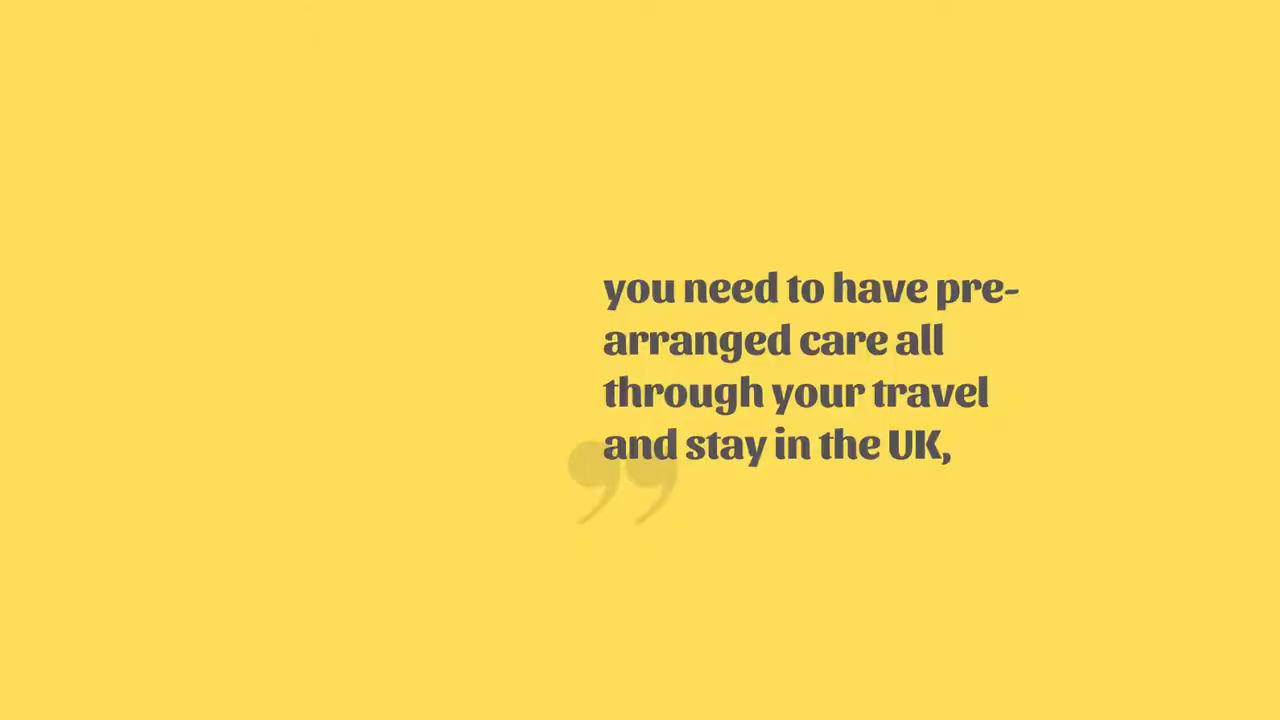 you need to have pre-
arranged care all
through your travel
and stay in the UK,
”